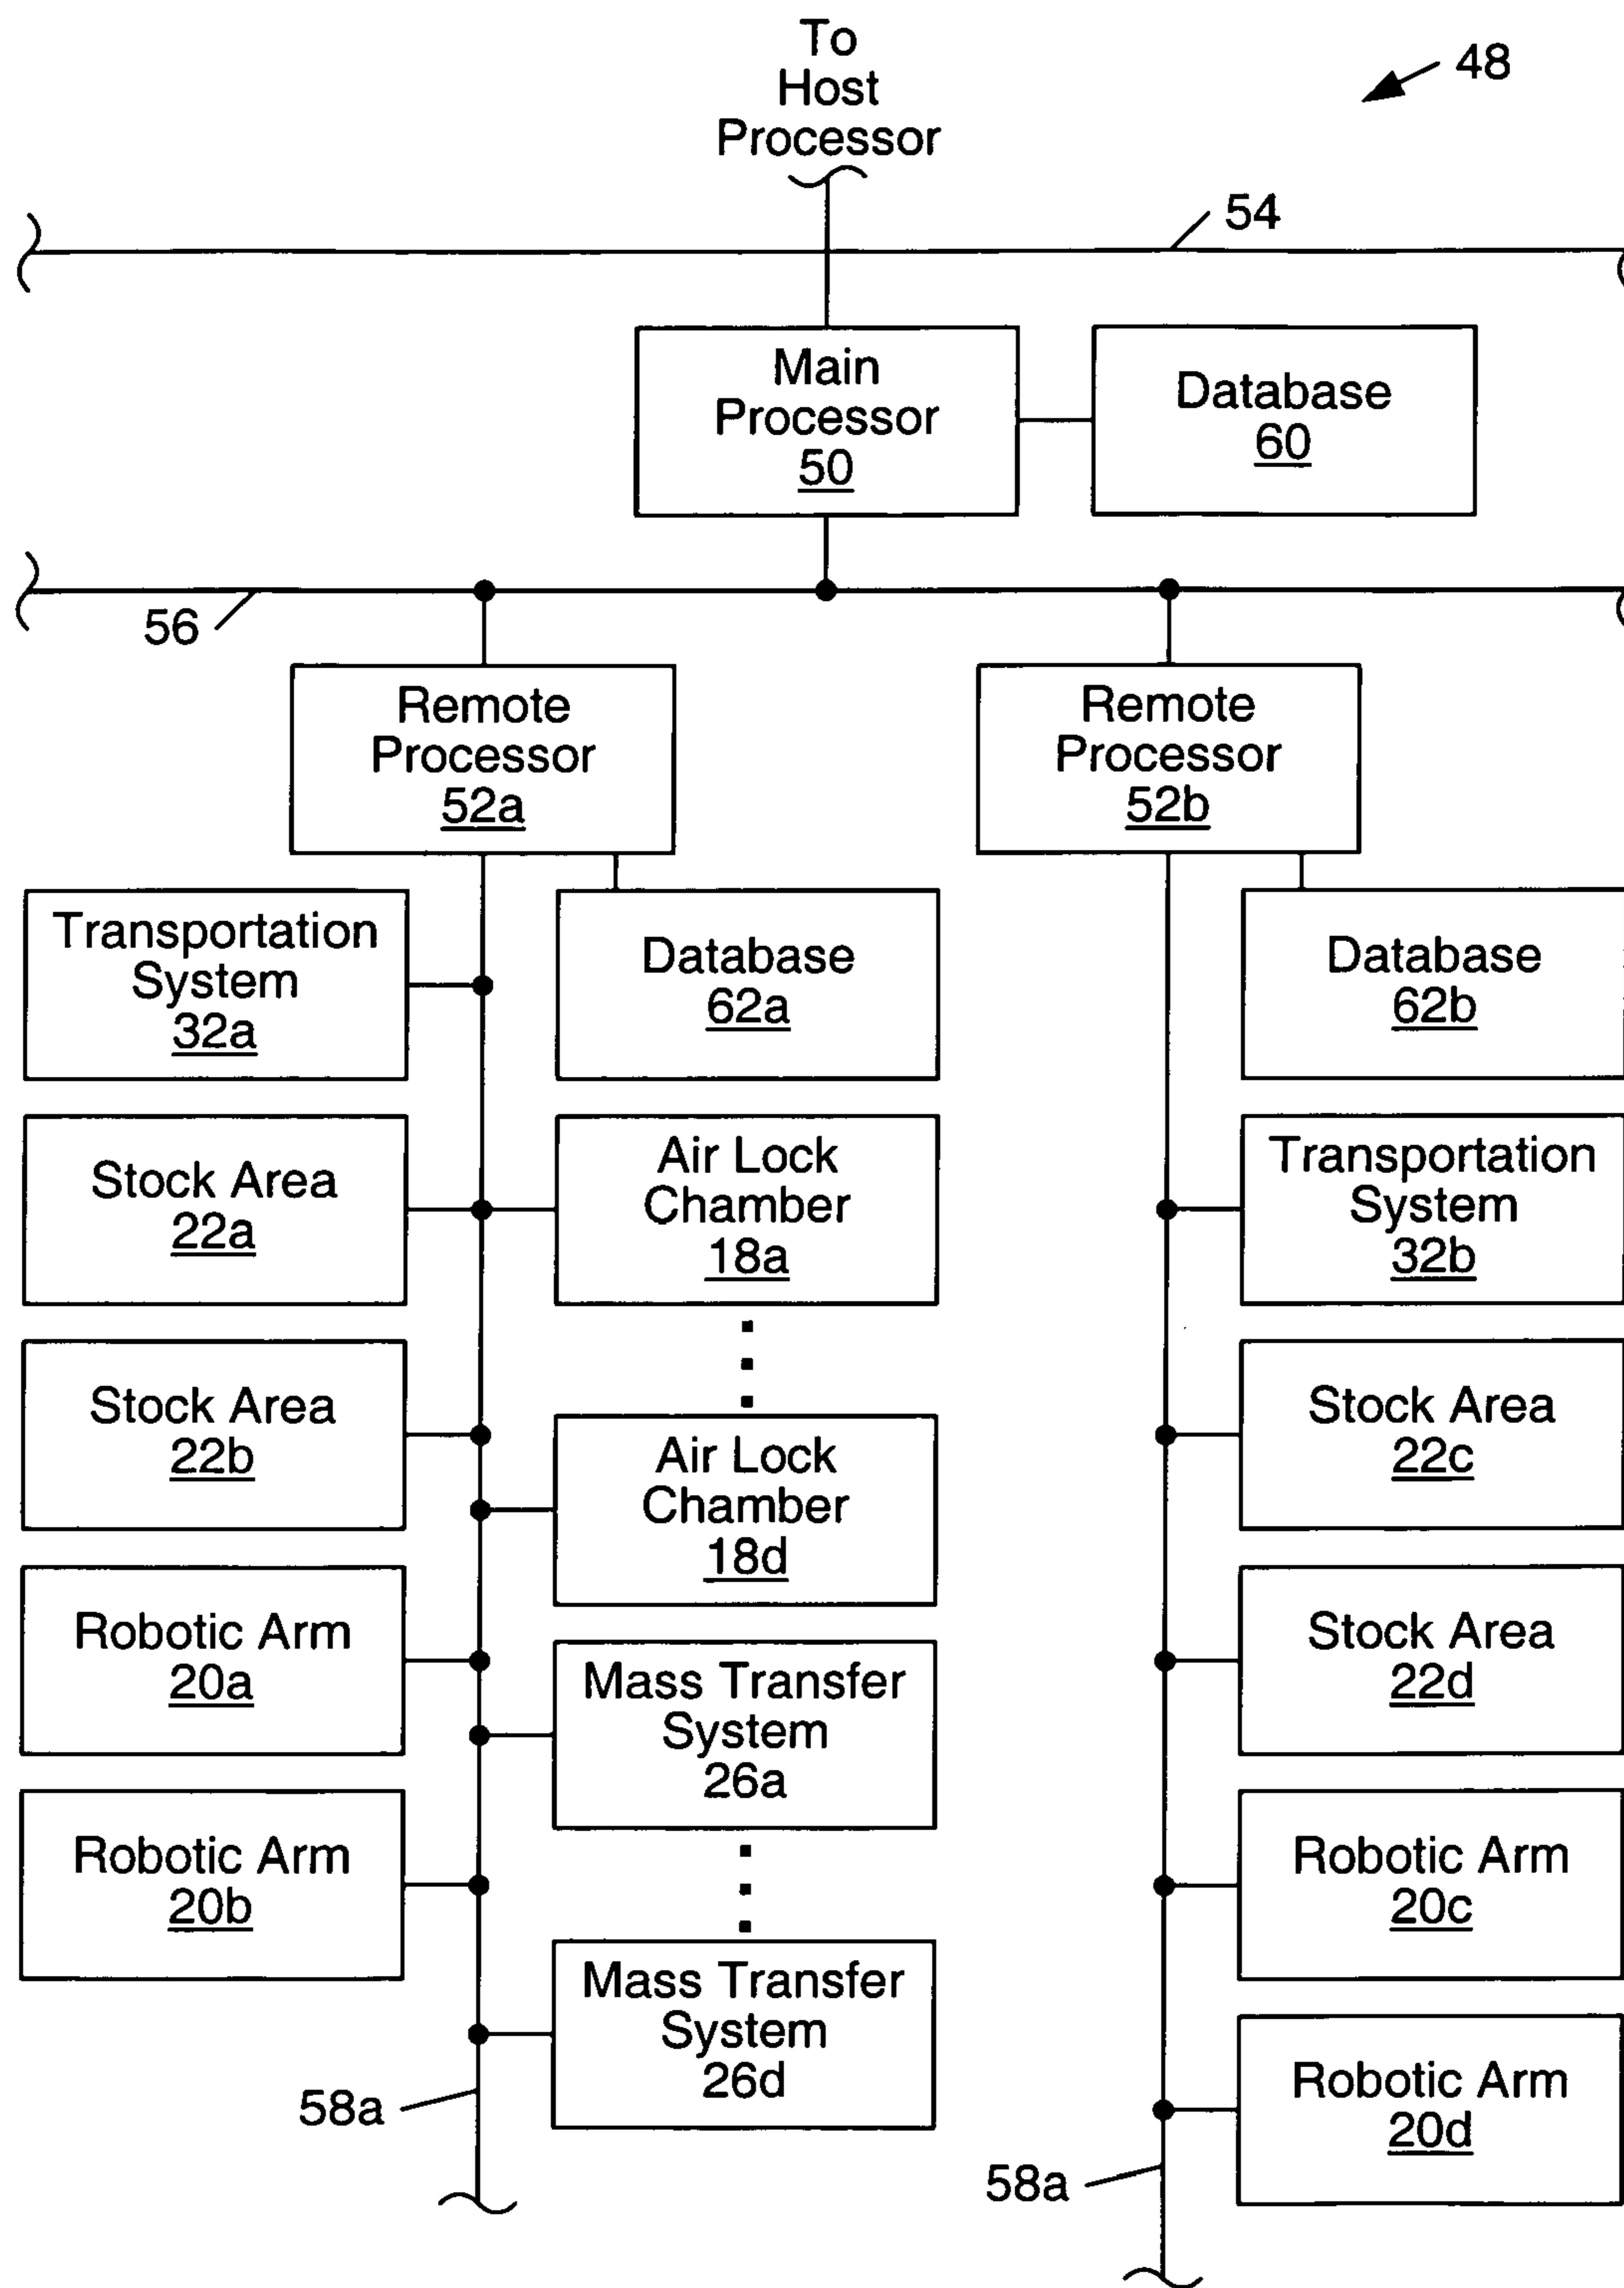 To
Host
Processor
48
54
Main
Processor
50
Database
60
56
Remote
Processor
52a
Remote
Processor
52b
Transportation
System
32a
Database
62a
Database
62b
Stock Area
22a
Air Lock
Chamber
18a
Transportation
System
32b
Stock Area
22b
Air Lock
Chamber
18d
Stock Area
22c
Robotic Arm
20a
Mass Transfer
System
26a
Stock Area
22d
Robotic Arm
20b
Mass Transfer
System
26d
Robotic Arm
20c
58a
Robotic Arm
20d
58a